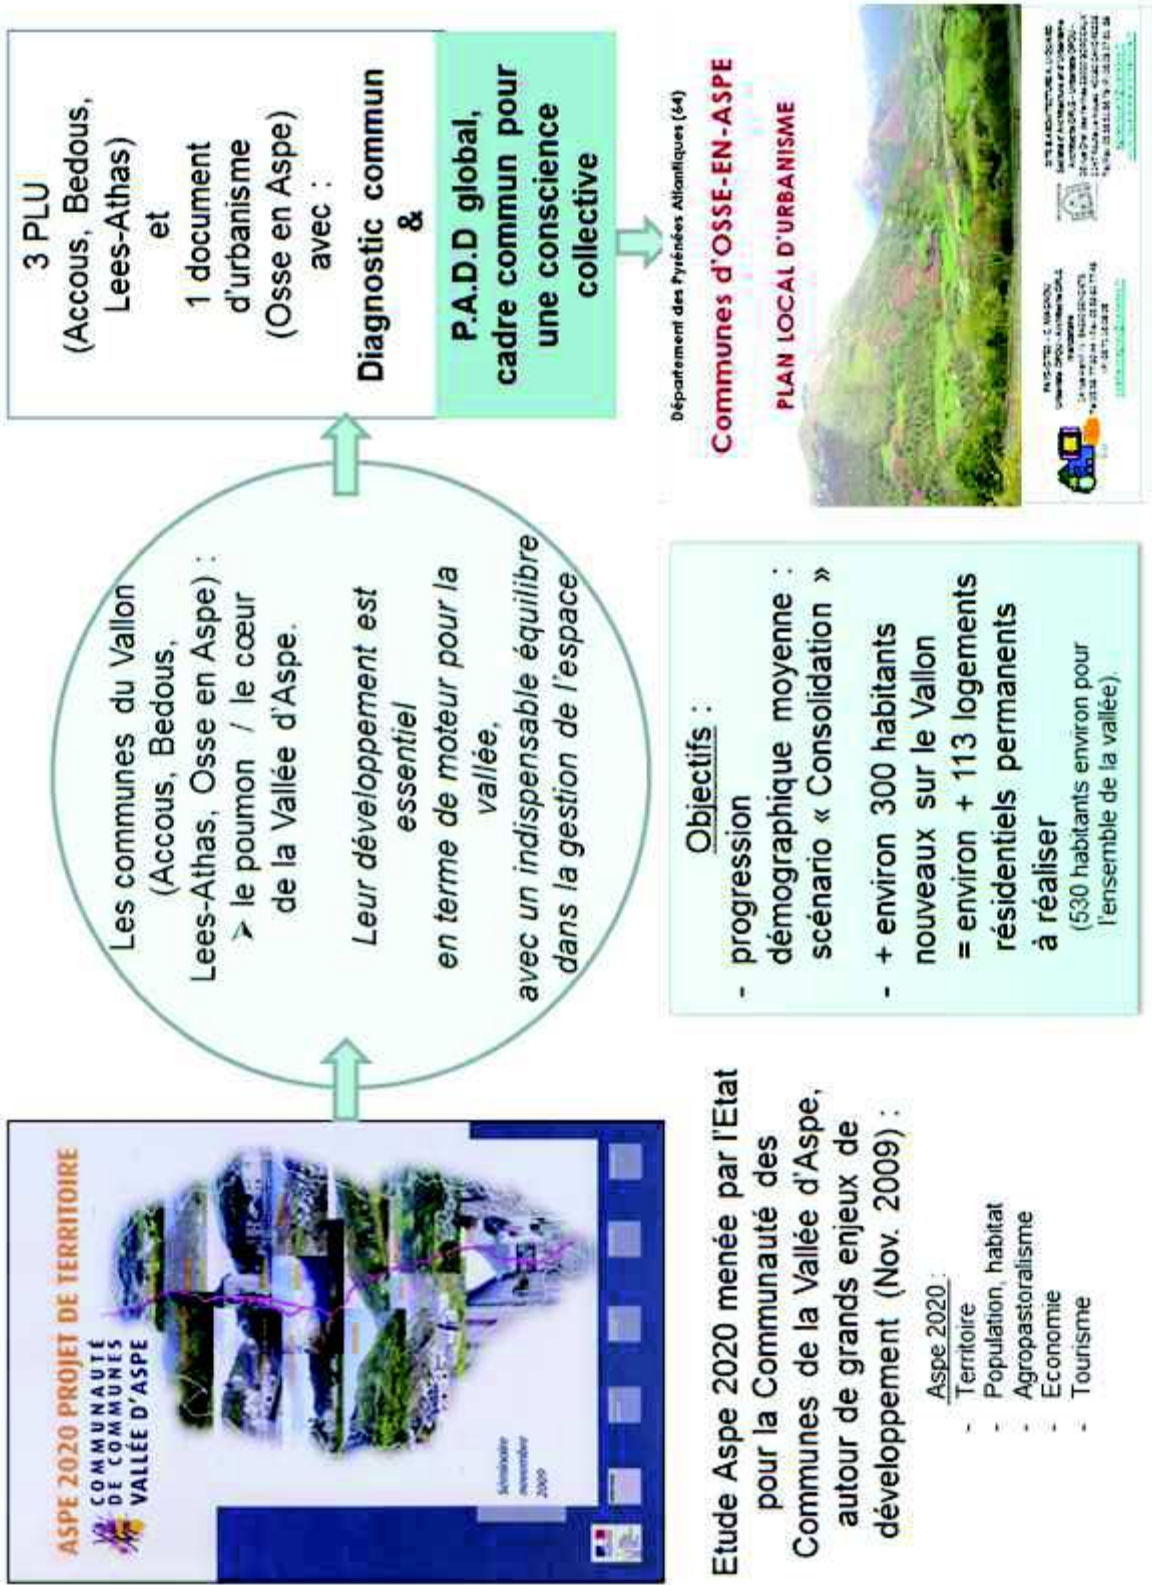 ASPE 2020 PROJET DE TERRITOIRE
COMMUNAUTÉ
DE COMMUNES
VALLÉE D'ASPE
Séminaire
novembre
2009
Etude Aspe 2020 menée par l'Etat
pour la Communauté des
Communes de la Vallée d'Aspe,
autour de grands enjeux de
développement (Nov. 2009) :
Aspe 2020 :
- Territoire
- Population, habitat
- Agropastoralisme
- Economie
- Tourisme
Les communes du Vallon
(Accous, Bedous,
Lees-Athas, Osse en Aspe) :
➢ le poumon / le cœur
de la Vallée d'Aspe.
Leur développement est
essentiel
en terme de moteur pour la
vallée,
avec un indispensable équilibre
dans la gestion de l'espace
Objectifs :
- progression
démographique moyenne :
scénario « Consolidation »
- + environ 300 habitants
nouveaux sur le Vallon
= environ + 113 logements
résidentiels permanents
à réaliser
(530 habitants environ pour
l'ensemble de la vallée).
3 PLU
(Accous, Bedous,
Lees-Athas)
et
1 document
d'urbanisme
(Osse en Aspe)
avec :
Diagnostic commun
&
P.A.D.D global,
cadre commun pour
une conscience
collective
Département des Pyrénées Atlantiques (64)
Communes d'OSSE-EN-ASPE
PLAN LOCAL D'URBANISME